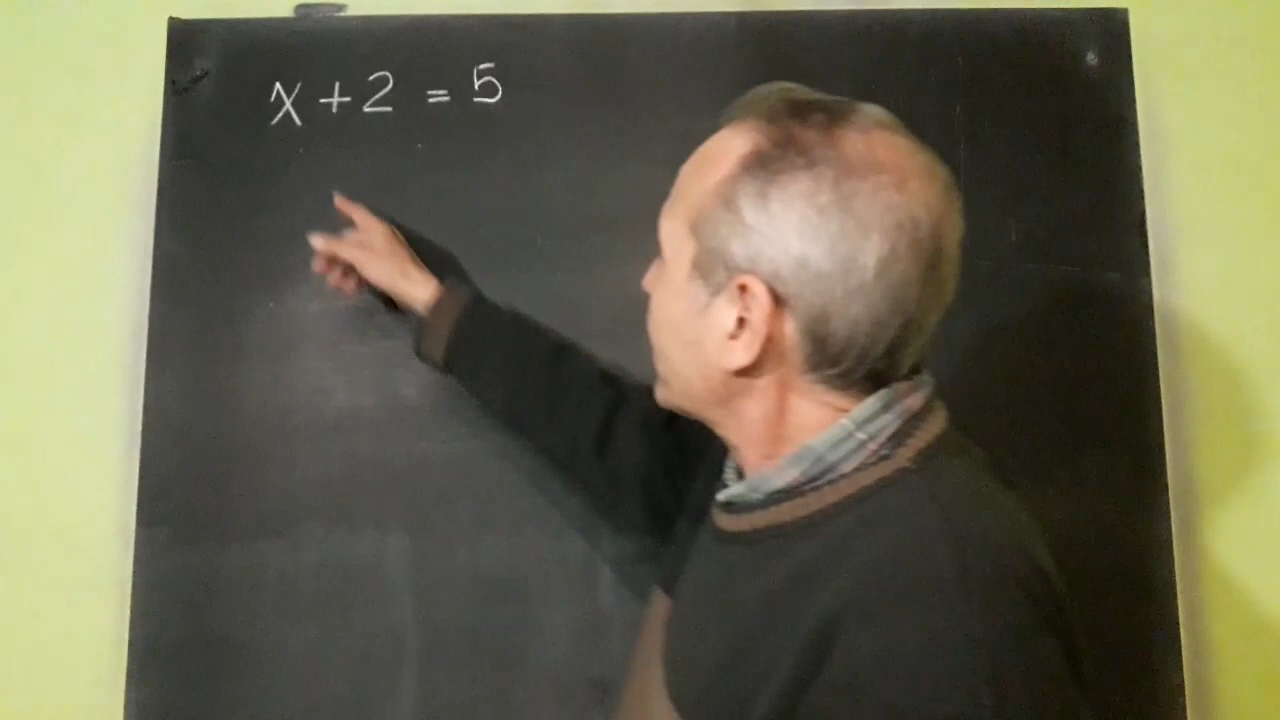 x + 2 = 5